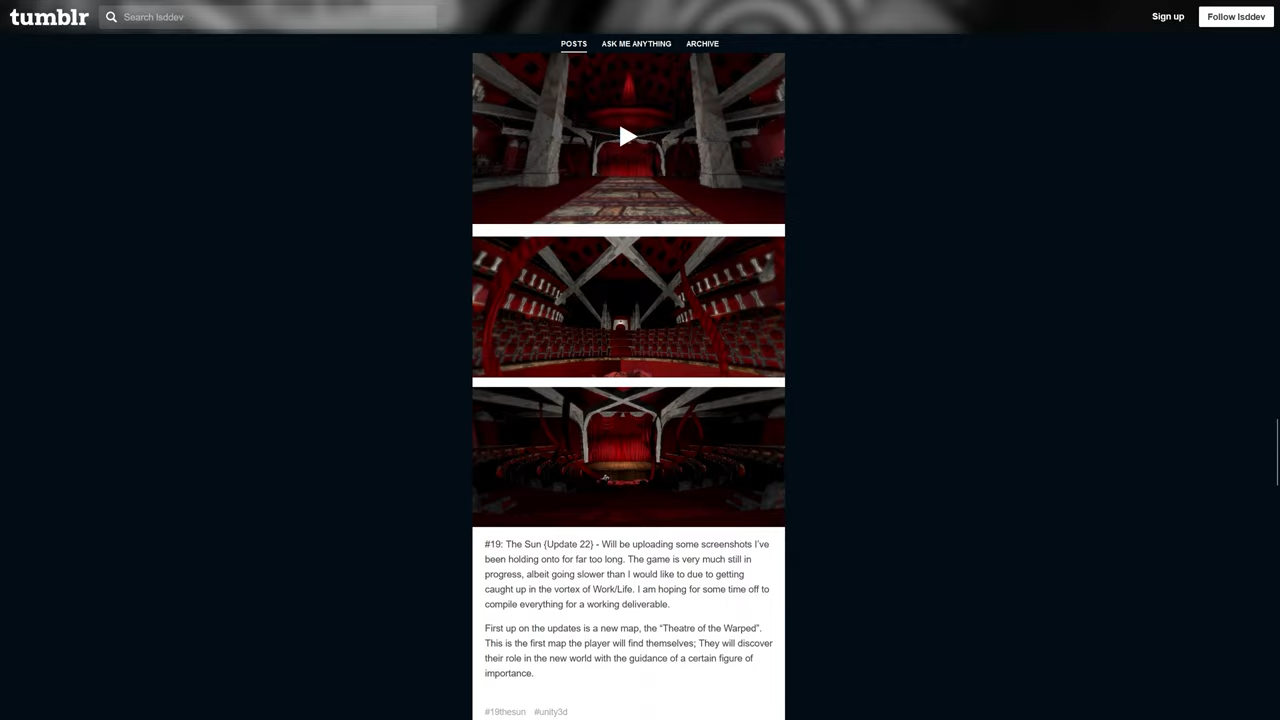 tumblr
Search lsddev
Sign up
Follow lsddev
POSTS
ASK ME ANYTHING
ARCHIVE
#19: The Sun {Update 22} - Will be uploading some screenshots I've
been holding onto for far too long. The game is very much still in
progress, albeit going slower than I would like to due to getting
caught up in the vortex of Work/Life. I am hoping for some time off to
compile everything for a working deliverable.
First up on the updates is a new map, the “Theatre of the Warped”.
This is the first map the player will find themselves; They will discover
their role in the new world with the guidance of a certain figure of
importance.
#19thesun #unity3d